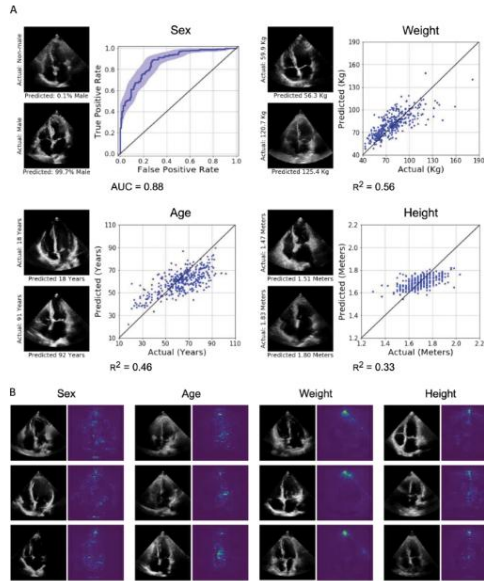 A
Sex
Actual: Non-male
Predicted: 0.1% Male
Actual: Male
Predicted: 99.7% Male
True Positive Rate
1.0
0.8
0.6
0.4
0.2
0.0
0.0 0.2 0.4 0.6 0.8 1.0
False Positive Rate
AUC = 0.88
Weight
Actual: 59.9 Kg
Predicted 56.3 Kg
Actual: 120.7 Kg
Predicted 125.4 Kg
Predicted (Kg)
190
160
130
100
70
40
40 70 100 130 160 190
Actual (Kg)
R² = 0.56
Age
Actual: 18 Years
Predicted 18 Years
Actual: 91 Years
Predicted 92 Years
Predicted (Years)
110
90
70
50
30
10
10 30 50 70 90 110
Actual (Years)
R² = 0.46
Height
Actual: 1.47 Meters
Predicted 1.51 Meters
Actual: 1.83 Meters
Predicted 1.80 Meters
Predicted (Meters)
2.2
2.0
1.8
1.6
1.4
1.2
1.2 1.4 1.6 1.8 2.0 2.2
Actual (Meters)
R² = 0.33
B
Sex Age Weight Height